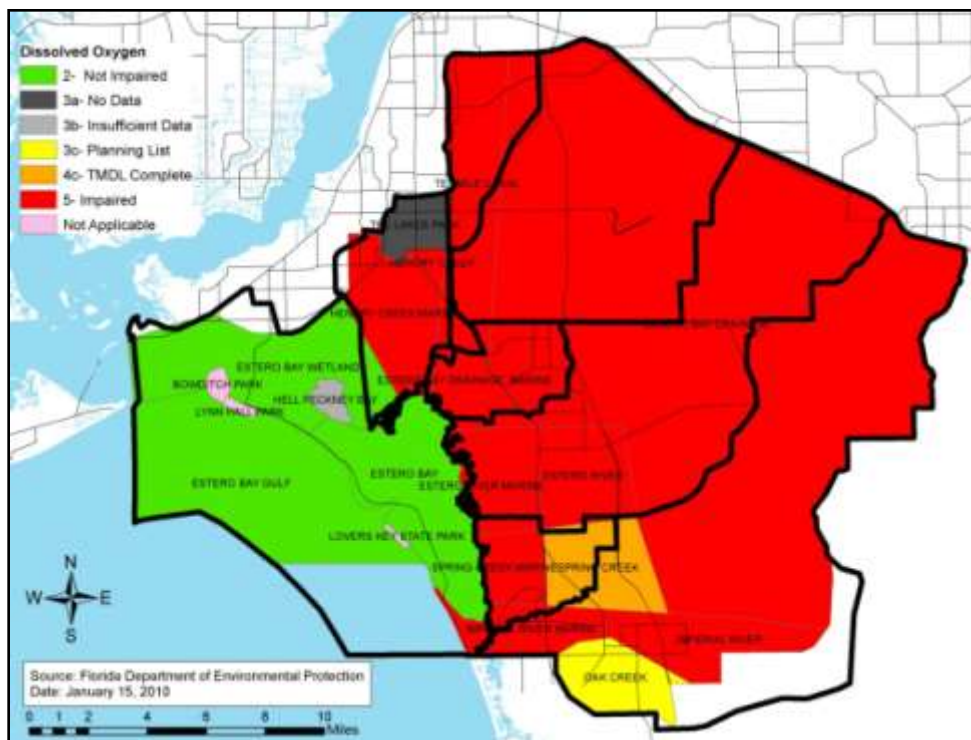 Dissolved Oxygen
2- Not Impaired
3a- No Data
3b- Insufficient Data
3c- Planning List
4c- TMDL Complete
5- Impaired
Not Applicable
ESTERO BAY WETLAND
BOWDITCH PARK
HELL PECKNEY BAY
LYNN HALL PARK
ESTERO BAY
ESTERO RIVER
ESTERO BAY GULF
LOVERS KEY STATE PARK
SPRING CREEK
IMPERIAL RIVER
OAK CREEK
N
W E
S
Source: Florida Department of Environmental Protection
Date: January 15, 2010
0 1 2 4 6 8 10
Miles